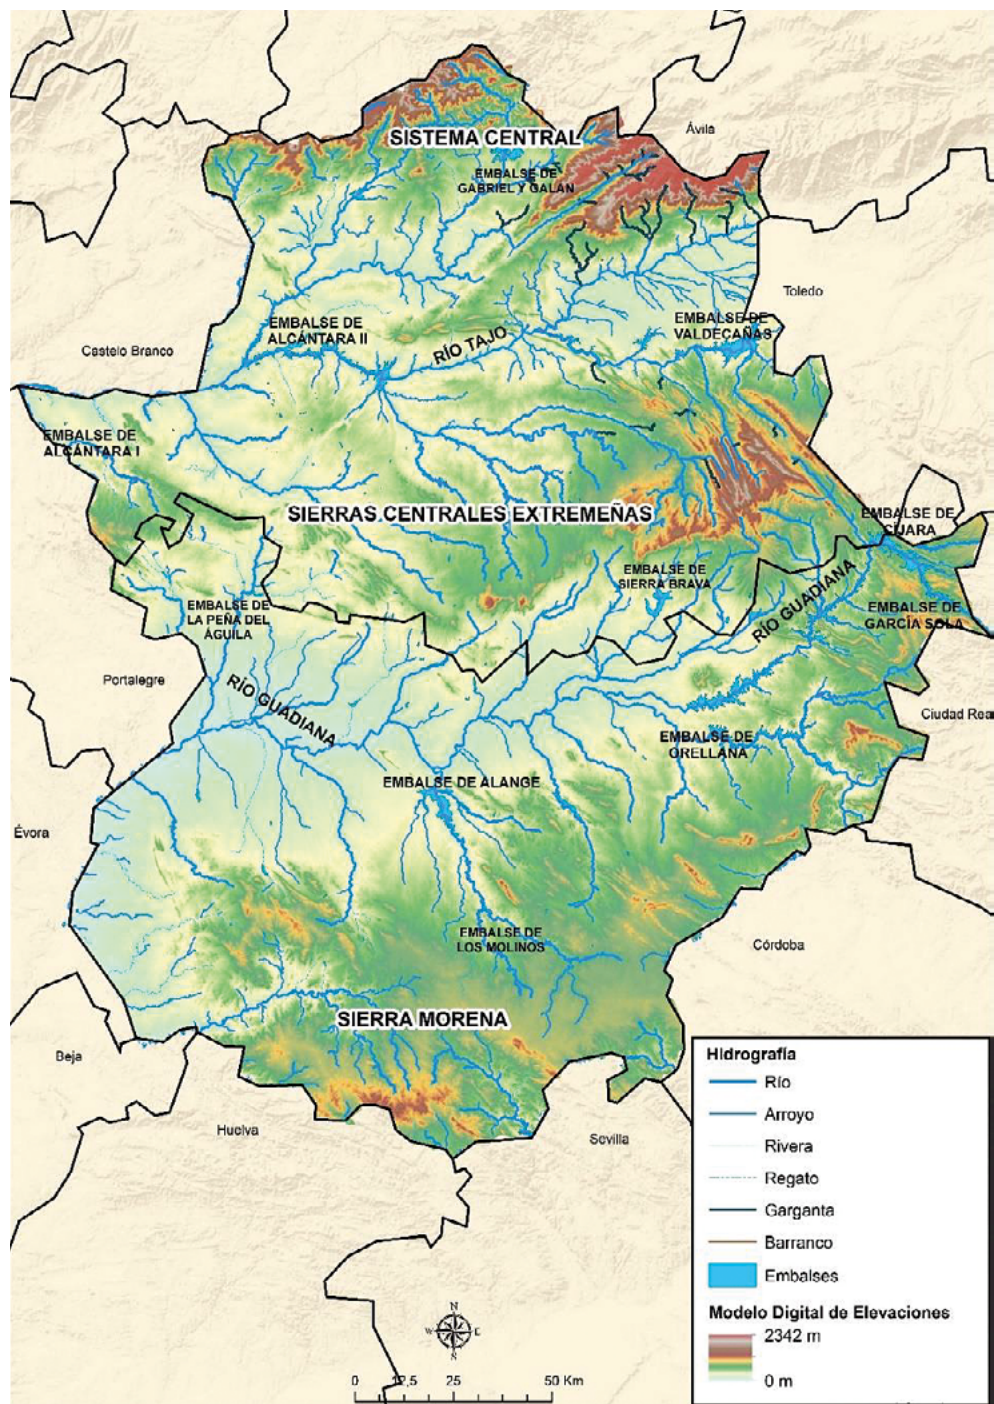 SISTEMA CENTRAL
Ávila
EMBALSE DE
GABRIEL Y GALÁN
Toledo
EMBALSE DE
ALCÁNTARA II
RÍO TAJO
EMBALSE DE
VALDECAÑAS
Castelo Branco
EMBALSE DE
ALCÁNTARA I
SIERRAS CENTRALES EXTREMEÑAS
EMBALSE DE
CIJARA
EMBALSE DE
SIERRA BRAVA
RÍO GUADIANA
EMBALSE DE
LA PEÑA DEL
ÁGUILA
EMBALSE DE
GARCÍA SOLA
Portalegre
RÍO GUADIANA
Ciudad Rea
EMBALSE DE
ORELLANA
EMBALSE DE ALANGE
Évora
EMBALSE DE
LOS MOLINOS
Córdoba
SIERRA MORENA
Beja
Huelva
Sevilla
Hidrografía
Río
Arroyo
Rivera
Regato
Garganta
Barranco
Embalses
Modelo Digital de Elevaciones
2342 m
0 m
N
W E
S
0 12,5 25 50 Km